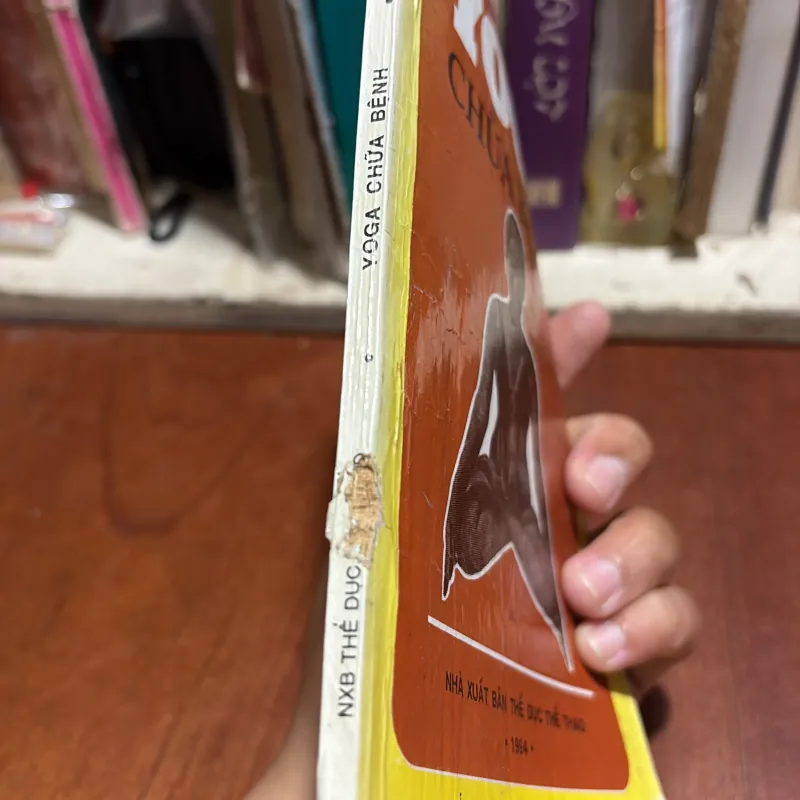 YOGA CHỮA BỆNH
NXB THỂ DỤC
CHỮA
NHÀ XUẤT BẢN THỂ DỤC THỂ THAO
• 1994 •